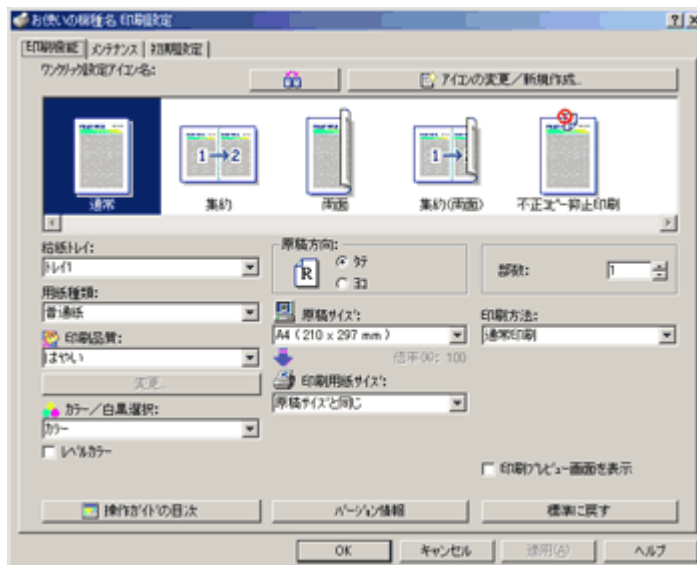 お使いの機種名 印刷設定
印刷機能 メンテナンス 初期設定
ワンクリック設定アイコン名:
アイコンの変更/新規作成...
1→2 1→2
通常 集約 両面 集約(両面) 不正コピー抑止印刷
給紙トレイ: 原稿方向:
トレイ1 R タテ 部数: 1
ヨコ
用紙種類:
普通紙 原稿サイズ: 印刷方法:
印刷品質: A4 (210 x 297 mm) 通常印刷
はやい 倍率(%): 100
変更... 印刷用紙サイズ:
カラー/白黒選択: 原稿サイズと同じ
カラー
レベルカラー
印刷プレビュー画面を表示
操作ガイドの目次 バージョン情報 標準に戻す
OK キャンセル 適用(A) ヘルプ